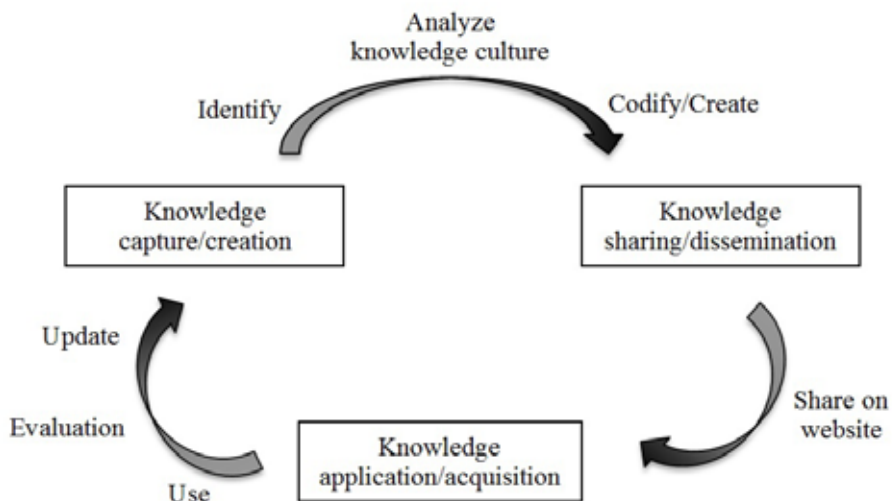 Analyze
knowledge culture
Identify
Codify/Create
Knowledge
capture/creation
Knowledge
sharing/dissemination
Update
Evaluation
Use
Share on
website
Knowledge
application/acquisition